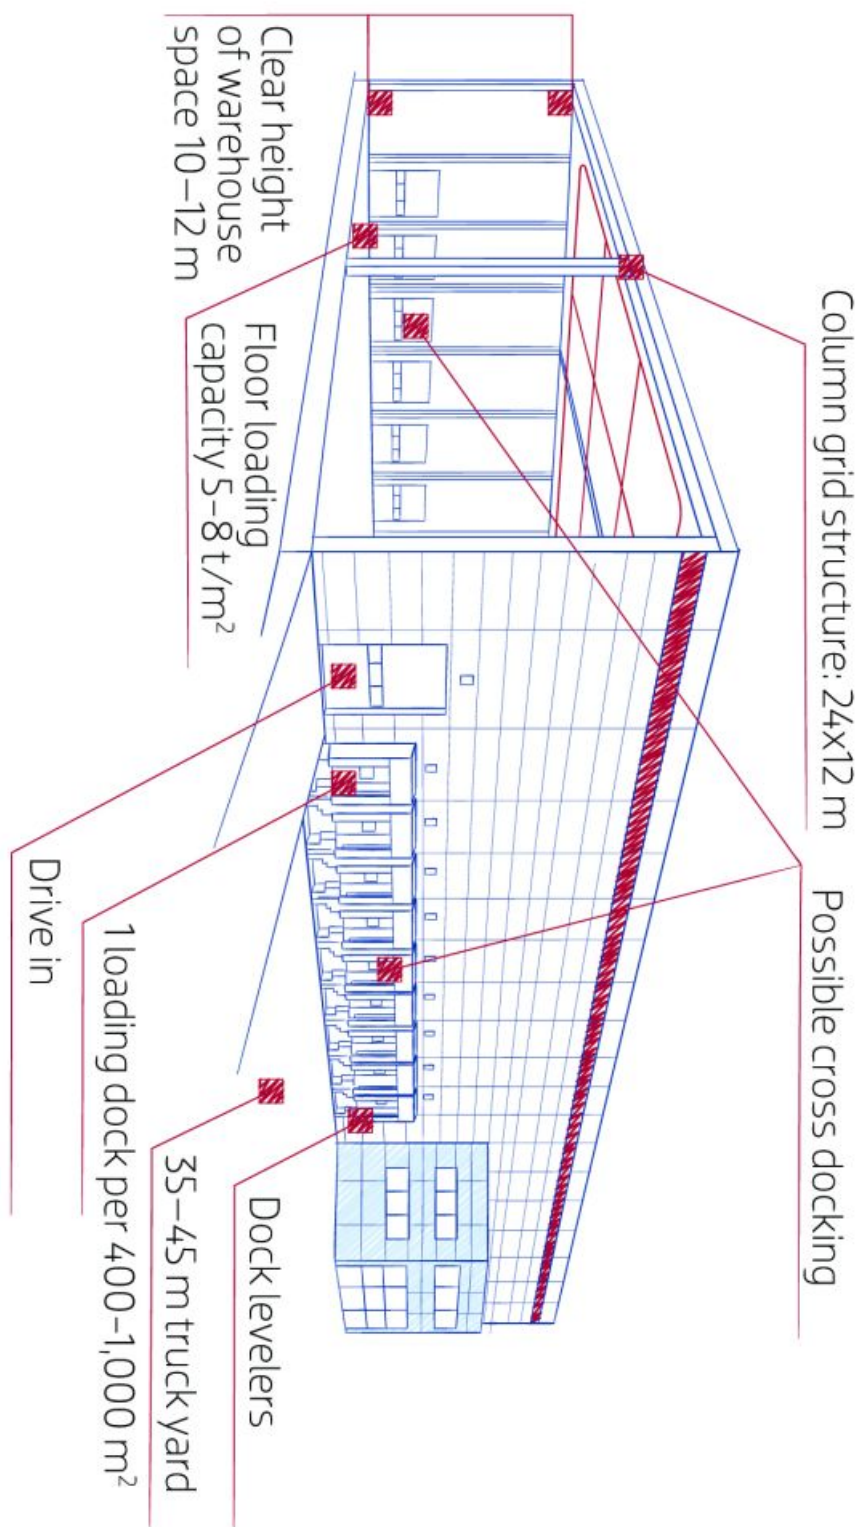 Column grid structure: 24x12 m
Possible cross docking
Clear height
of warehouse
space 10–12 m
Floor loading
capacity 5–8 t/m²
Dock levelers
35–45 m truck yard
1 loading dock per 400–1,000 m²
Drive in